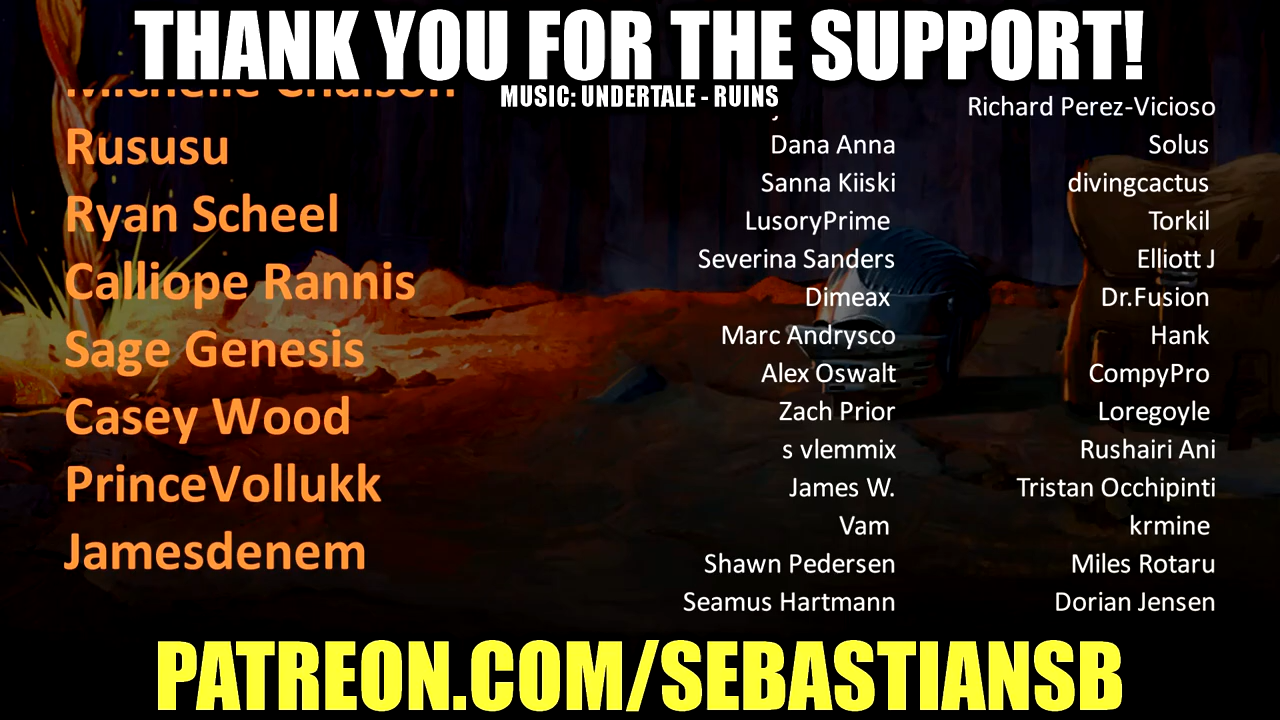 THANK YOU FOR THE SUPPORT!
MUSIC: UNDERTALE - RUINS
Rususu
Ryan Scheel
Calliope Rannis
Sage Genesis
Casey Wood
PrinceVollukk
Jamesdenem
Dana Anna
Sanna Kiiski
LusoryPrime
Severina Sanders
Dimeax
Marc Andrysco
Alex Oswalt
Zach Prior
s vlemmix
James W.
Vam
Shawn Pedersen
Seamus Hartmann
Richard Perez-Vicioso
Solus
divingcactus
Torkil
Elliott J
Dr.Fusion
Hank
CompyPro
Loregoyle
Rushairi Ani
Tristan Occhipinti
krmine
Miles Rotaru
Dorian Jensen
PATREON.COM/SEBASTIANSB